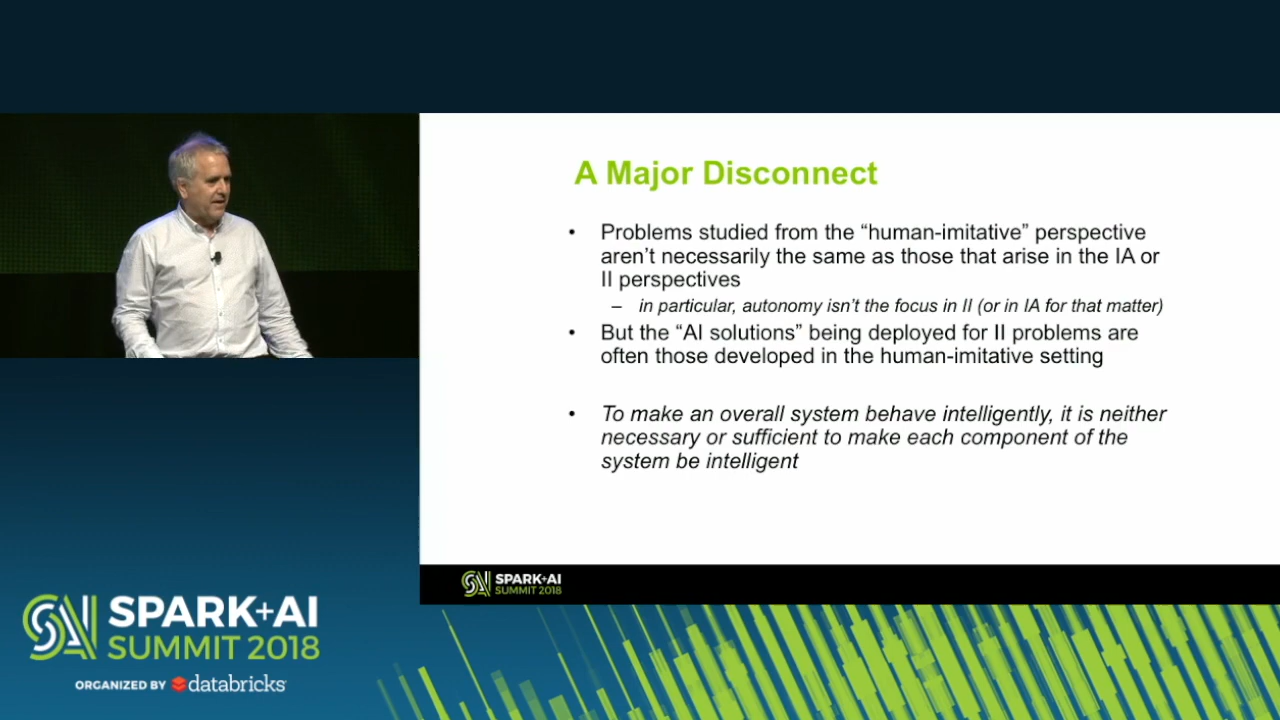 A Major Disconnect
• Problems studied from the “human-imitative” perspective
aren’t necessarily the same as those that arise in the IA or
II perspectives
– in particular, autonomy isn’t the focus in II (or in IA for that matter)
• But the “AI solutions” being deployed for II problems are
often those developed in the human-imitative setting
• To make an overall system behave intelligently, it is neither
necessary or sufficient to make each component of the
system be intelligent
SPARK+AI
SUMMIT 2018
SPARK+AI
SUMMIT 2018
ORGANIZED BY databricks